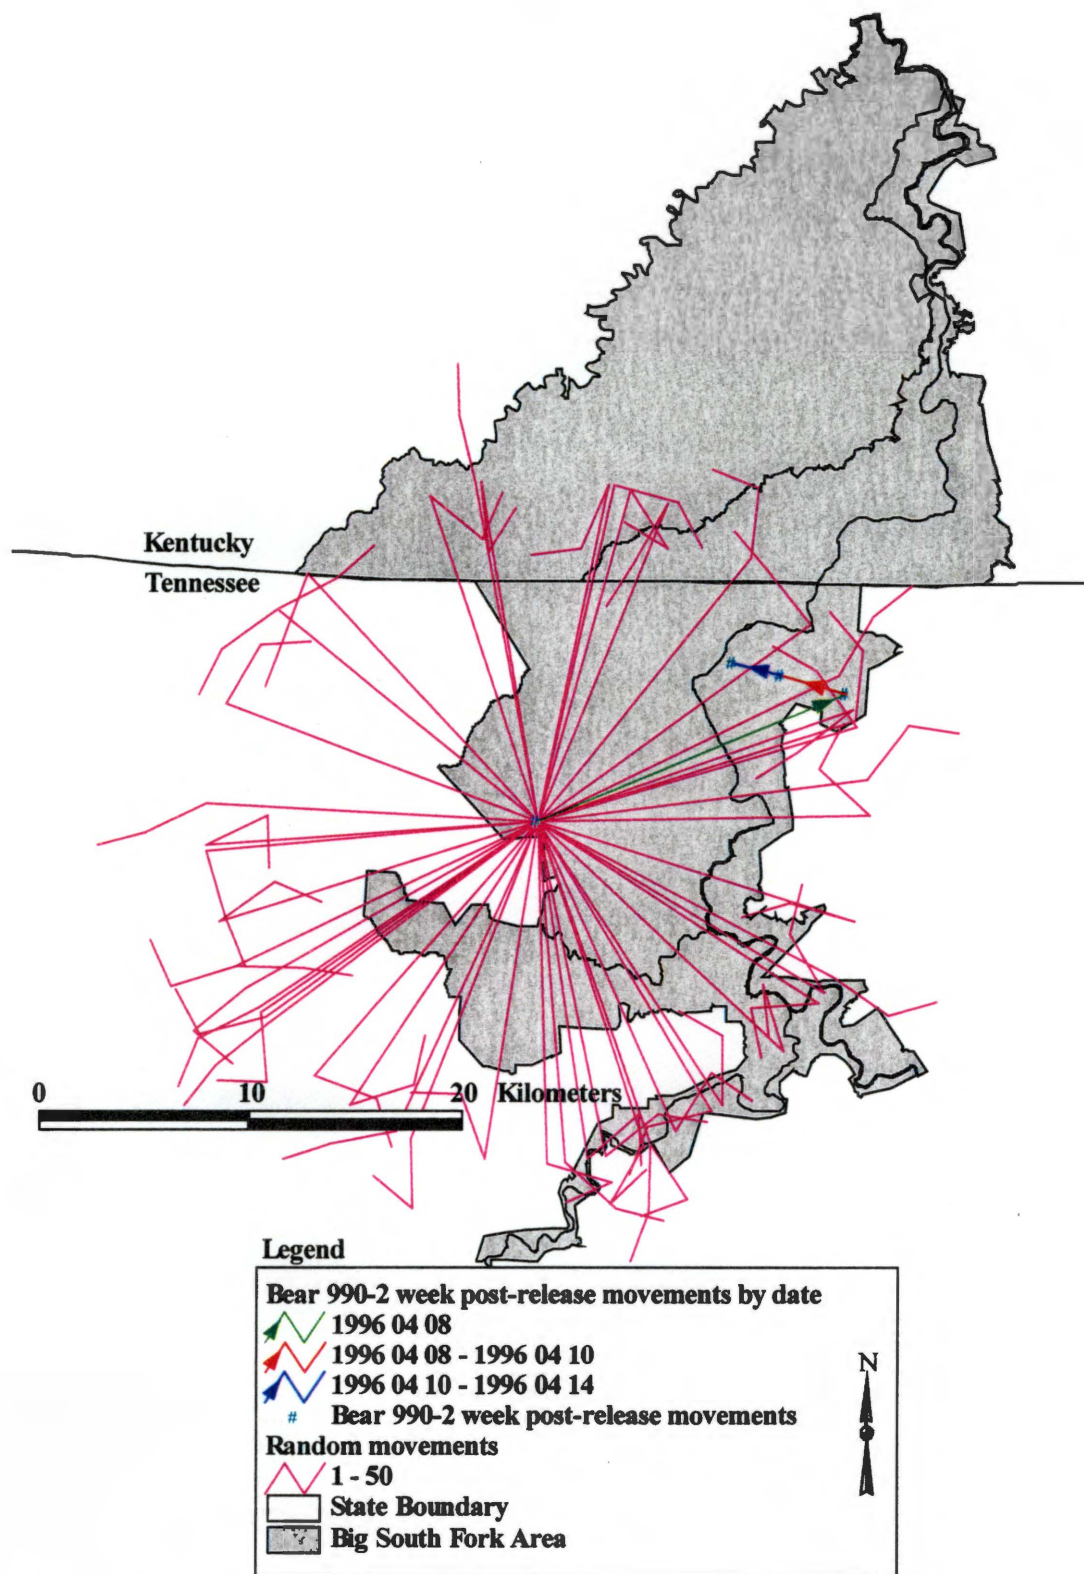 Kentucky
Tennessee
0 10 20 Kilometers
Legend
Bear 990-2 week post-release movements by date
1996 04 08
1996 04 08 - 1996 04 10
1996 04 10 - 1996 04 14
# Bear 990-2 week post-release movements
N
Random movements
1 - 50
State Boundary
Big South Fork Area